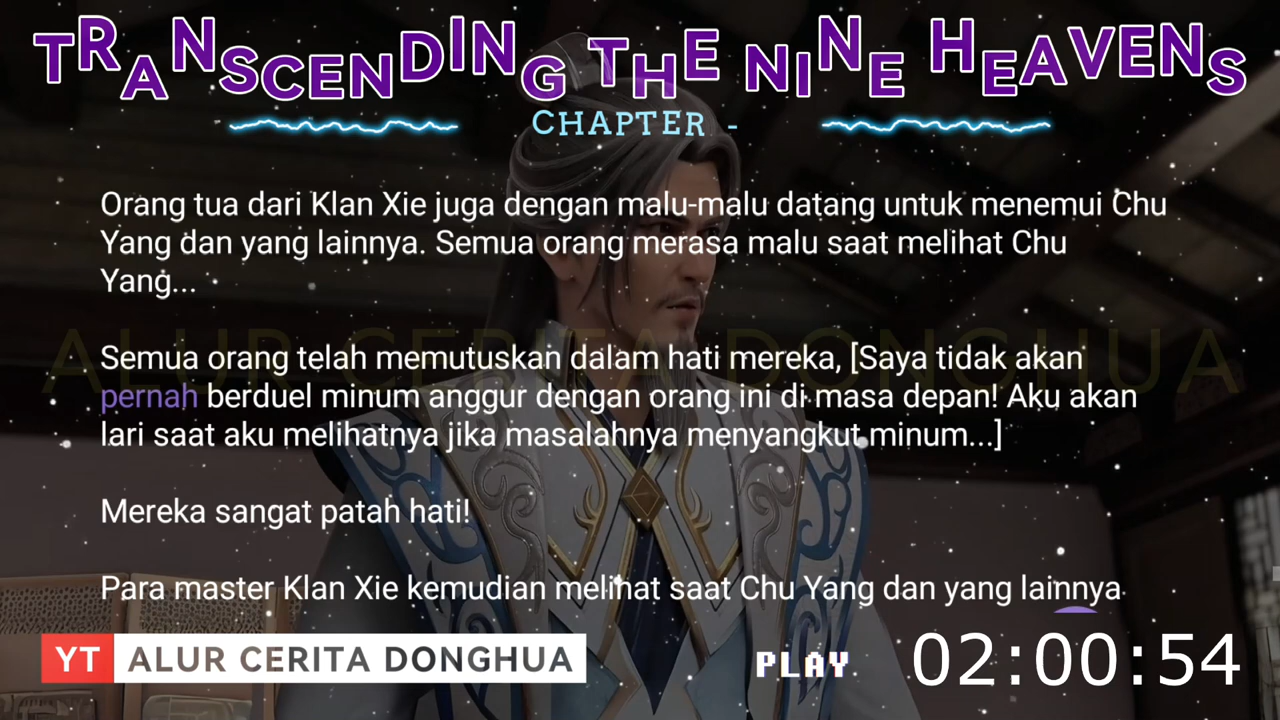 TRANSCENDING THE NINE HEAVENS
CHAPTER -
Orang tua dari Klan Xie juga dengan malu-malu datang untuk menemui Chu
Yang dan yang lainnya. Semua orang merasa malu saat melihat Chu
Yang...
Semua orang telah memutuskan dalam hati mereka, [Saya tidak akan
pernah berduel minum anggur dengan orang ini di masa depan! Aku akan
lari saat aku melihatnya jika masalahnya menyangkut minum...]
ALUR CERITA DONGHUA
Mereka sangat patah hati!
Para master Klan Xie kemudian melihat saat Chu Yang dan yang lainnya
YT ALUR CERITA DONGHUA
PLAY
02:00:54